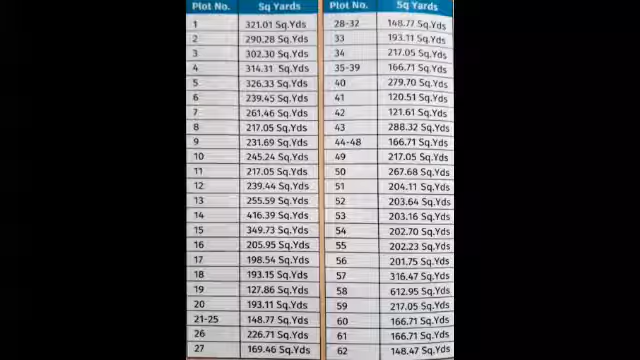 Plot No. Sq Yards
1 321.01 Sq.Yds
2 290.28 Sq.Yds
3 302.30 Sq.Yds
4 314.31 Sq.Yds
5 326.33 Sq.Yds
6 239.45 Sq.Yds
7 261.46 Sq.Yds
8 217.05 Sq.Yds
9 231.69 Sq.Yds
10 245.24 Sq.Yds
11 217.05 Sq.Yds
12 239.44 Sq.Yds
13 255.59 Sq.Yds
14 416.39 Sq.Yds
15 349.73 Sq.Yds
16 205.95 Sq.Yds
17 198.54 Sq.Yds
18 193.15 Sq.Yds
19 127.86 Sq.Yds
20 193.11 Sq.Yds
21-25 148.77 Sq.Yds
26 226.71 Sq.Yds
27 169.46 Sq.Yds
Plot No. Sq Yards
28-32 148.77 Sq.Yds
33 193.11 Sq.Yds
34 217.05 Sq.Yds
35-39 166.71 Sq.Yds
40 279.70 Sq.Yds
41 120.51 Sq.Yds
42 121.61 Sq.Yds
43 288.32 Sq.Yds
44-48 166.71 Sq.Yds
49 217.05 Sq.Yds
50 267.68 Sq.Yds
51 204.11 Sq.Yds
52 203.64 Sq.Yds
53 203.16 Sq.Yds
54 202.70 Sq.Yds
55 202.23 Sq.Yds
56 201.75 Sq.Yds
57 316.47 Sq.Yds
58 612.95 Sq.Yds
59 217.05 Sq.Yds
60 166.71 Sq.Yds
61 166.71 Sq.Yds
62 148.47 Sq.Yds